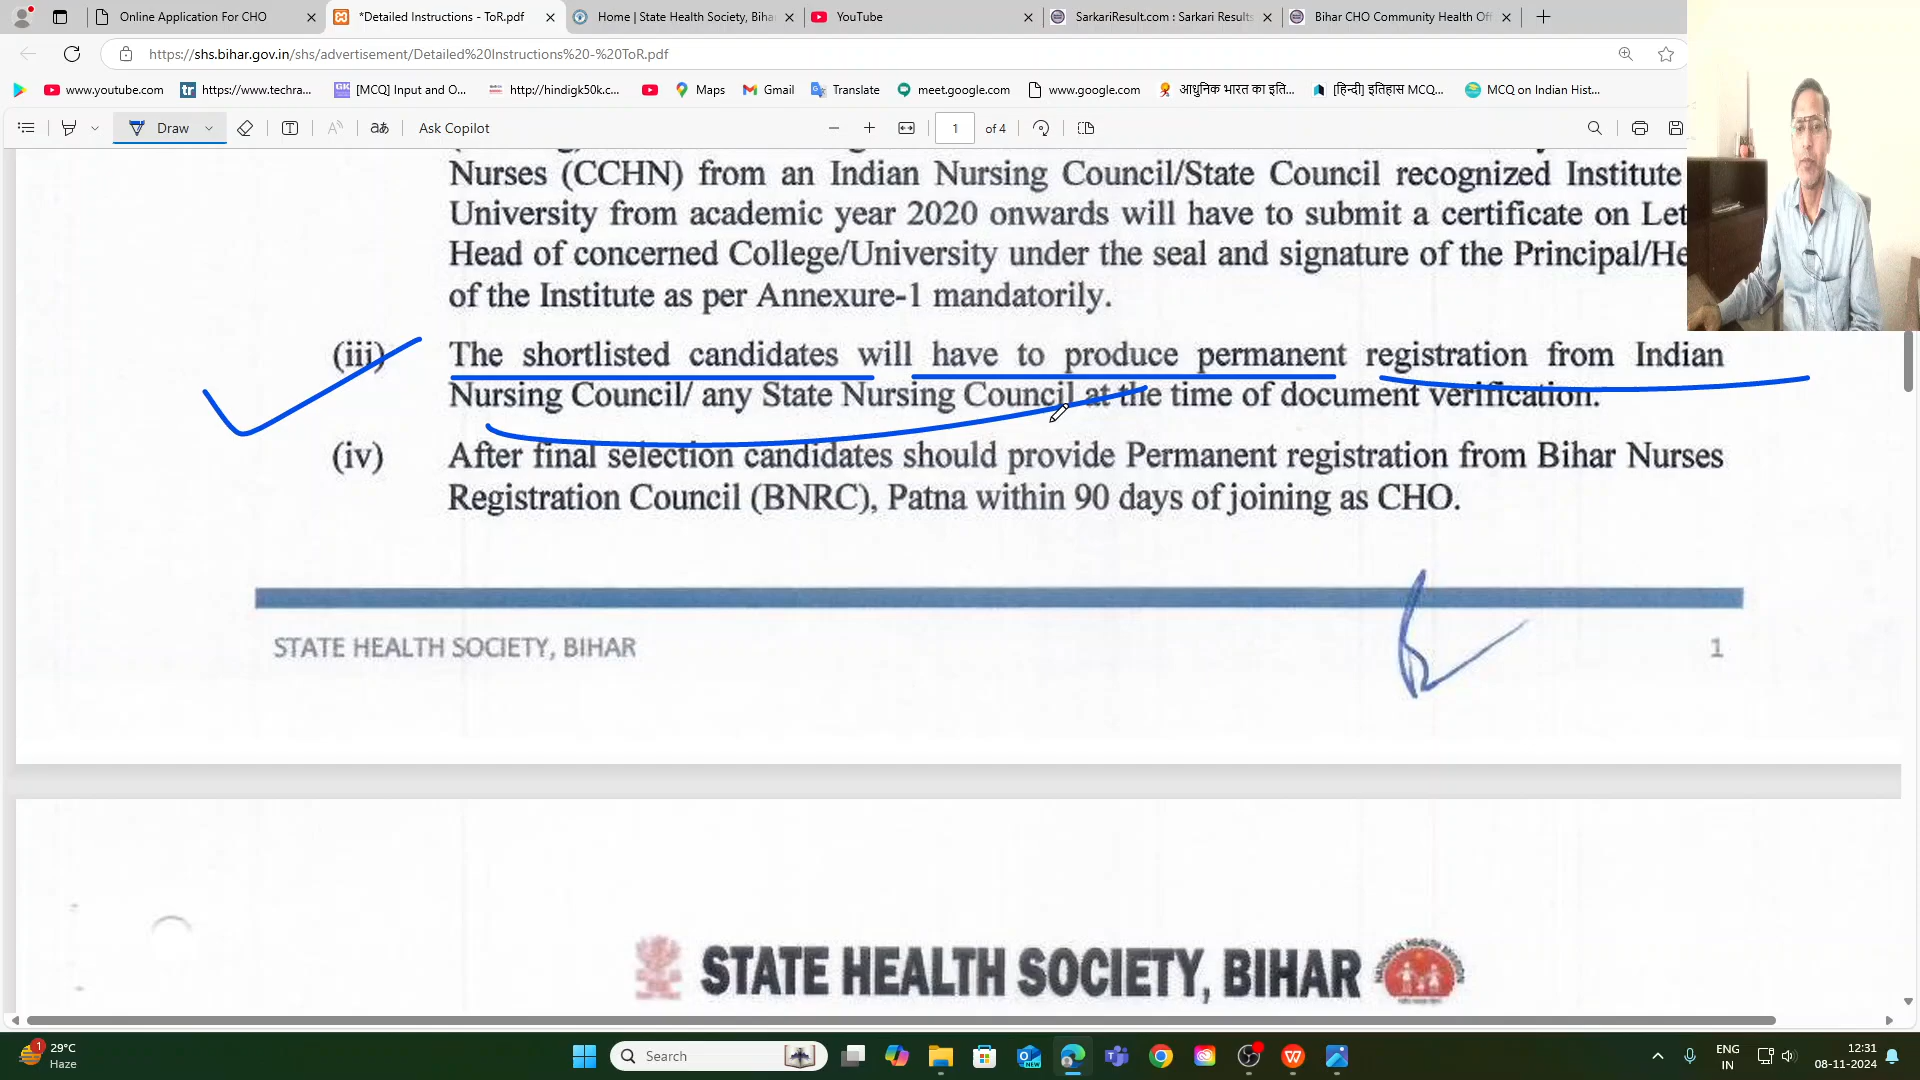 Online Application For CHO
*Detailed Instructions - ToR.pdf
Home | State Health Society, Biha
YouTube
SarkariResult.com : Sarkari Results
Bihar CHO Community Health Off
https://shs.bihar.gov.in/shs/advertisement/Detailed%20Instructions%20-%20ToR.pdf
www.youtube.com
https://www.techra...
[MCQ] Input and O...
http://hindigk50k.c...
Maps
Gmail
Translate
meet.google.com
www.google.com
आधुनिक भारत का इति...
[हिन्दी] इतिहास MCQ...
MCQ on Indian Hist...
Draw
Ask Copilot
1 of 4
Nurses (CCHN) from an Indian Nursing Council/State Council recognized Institute
University from academic year 2020 onwards will have to submit a certificate on Let
Head of concerned College/University under the seal and signature of the Principal/He
of the Institute as per Annexure-1 mandatorily.
(iii) The shortlisted candidates will have to produce permanent registration from Indian
Nursing Council/ any State Nursing Council at the time of document verification.
(iv) After final selection candidates should provide Permanent registration from Bihar Nurses
Registration Council (BNRC), Patna within 90 days of joining as CHO.
STATE HEALTH SOCIETY, BIHAR 1
STATE HEALTH SOCIETY, BIHAR
29°C
Haze
Search
ENG
IN
12:31
08-11-2024